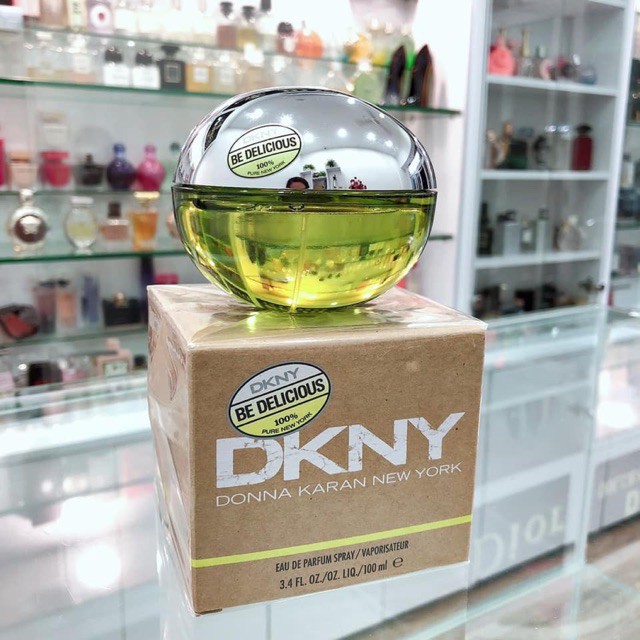 DKNY
BE DELICIOUS
100%
PURE NEW YORK
DKNY
BE DELICIOUS
100%
PURE NEW YORK
DKNY
DONNA KARAN NEW YORK
EAU DE PARFUM SPRAY/VAPORISATEUR
3.4 FL. OZ./OZ. LIQ./100 ml e
DIOR